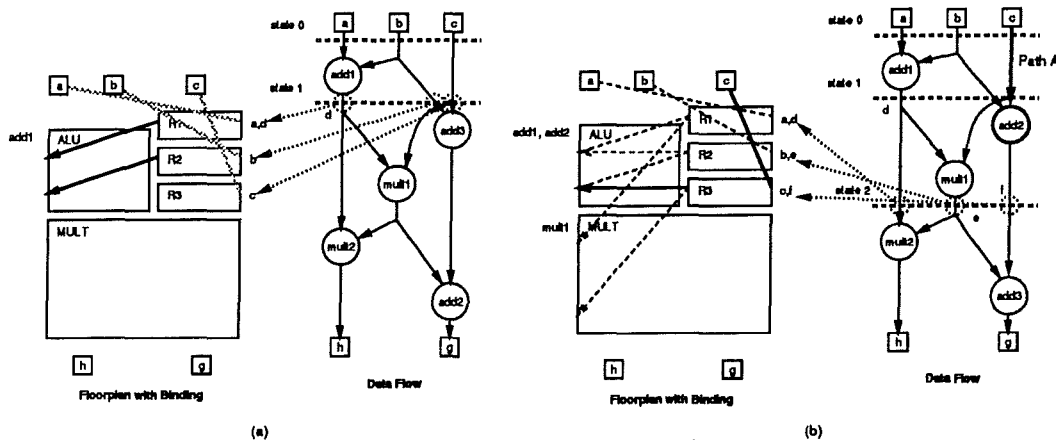 state 0
a
b
c
add1
state 1
a
b
c
d
add3
add1
ALU
R1
R2
R3
a,d
b
c
mult1
MULT
mult2
add2
h
g
h
g
Floorplan with Binding
Data Flow
(a)
state 0
a
b
c
Path A
add1
state 1
a
b
c
d
add2
add1, add2
ALU
R1
R2
R3
a,d
b,e
c,f
mult1
state 2
f
e
mult1
MULT
mult2
add3
h
g
h
g
Floorplan with Binding
Data Flow
(b)